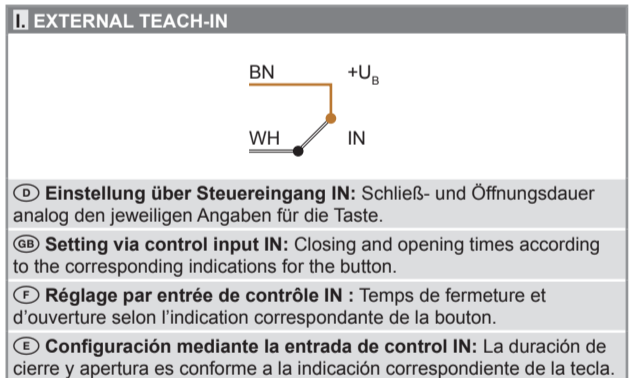 I. EXTERNAL TEACH-IN
BN +U_B
WH IN
D Einstellung über Steuereingang IN: Schließ- und Öffnungsdauer
analog den jeweiligen Angaben für die Taste.
GB Setting via control input IN: Closing and opening times according
to the corresponding indications for the button.
F Réglage par entrée de contrôle IN : Temps de fermeture et
d'ouverture selon l'indication correspondante de la bouton.
E Configuración mediante la entrada de control IN: La duración de
cierre y apertura es conforme a la indicación correspondiente de la tecla.